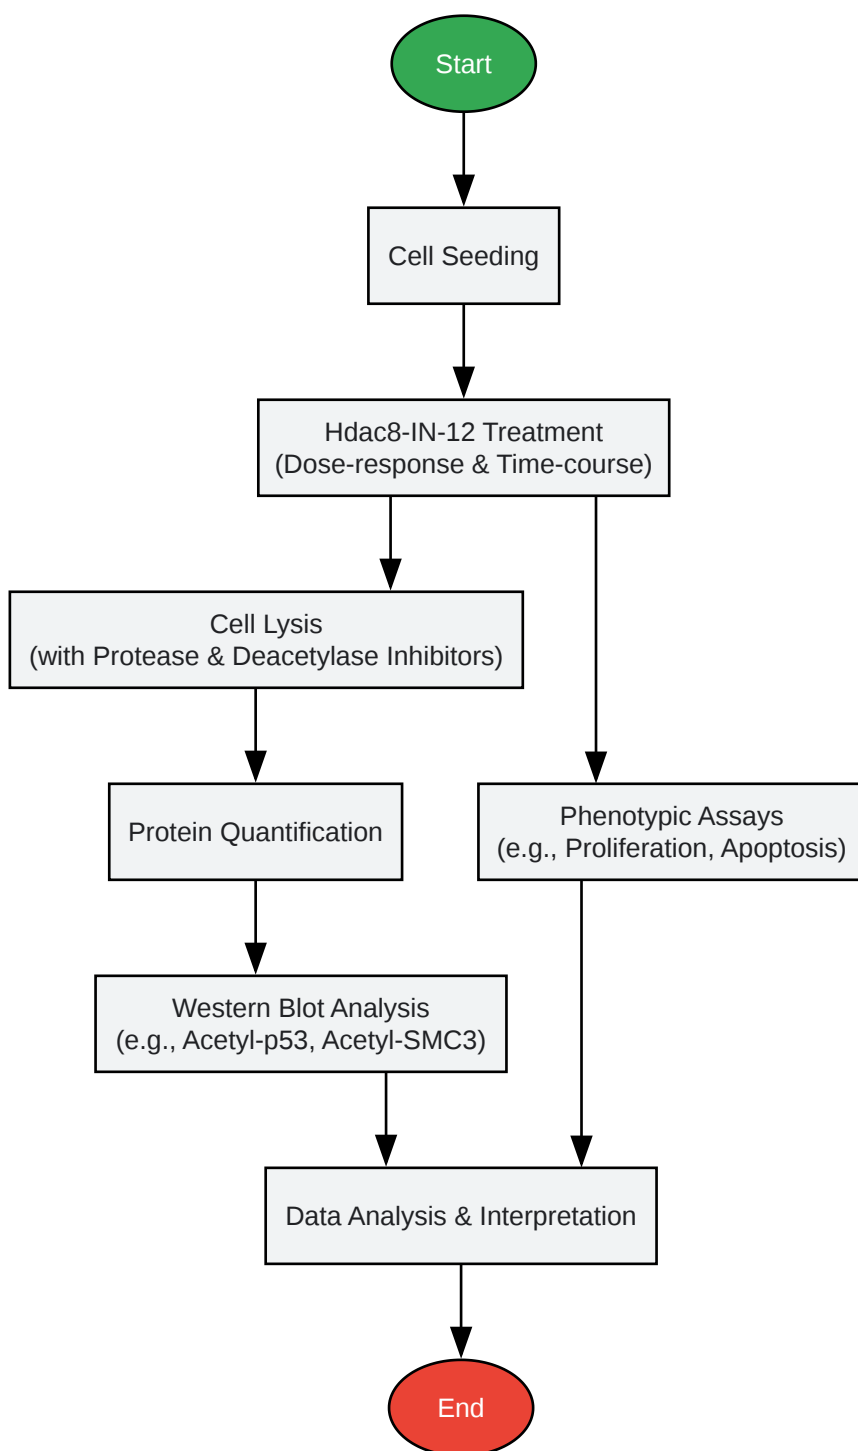 Start
Cell Seeding
Hdac8-IN-12 Treatment
(Dose-response & Time-course)
Cell Lysis
(with Protease & Deacetylase Inhibitors)
Protein Quantification
Phenotypic Assays
(e.g., Proliferation, Apoptosis)
Western Blot Analysis
(e.g., Acetyl-p53, Acetyl-SMC3)
Data Analysis & Interpretation
End